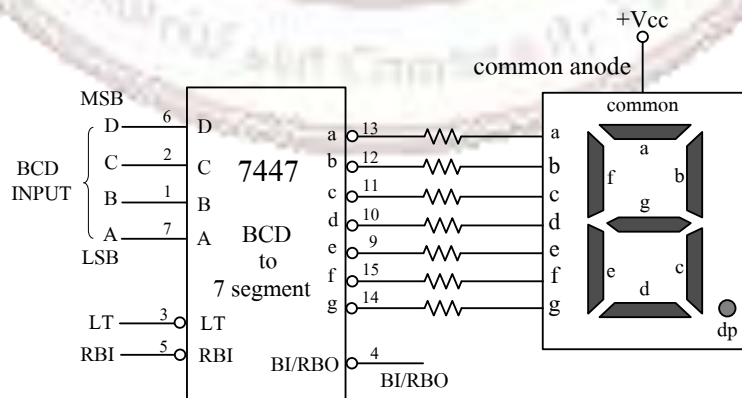 +Vcc
common anode
common
MSB
D 6 D
C 2 C
B 1 B
A 7 A
LSB
BCD
INPUT
LT 3 LT
RBI 5 RBI
7447
BCD
to
7 segment
a 13 a
b 12 b
c 11 c
d 10 d
e 9 e
f 15 f
g 14 g
BI/RBO 4
BI/RBO
a
f b
g
e c
d
dp